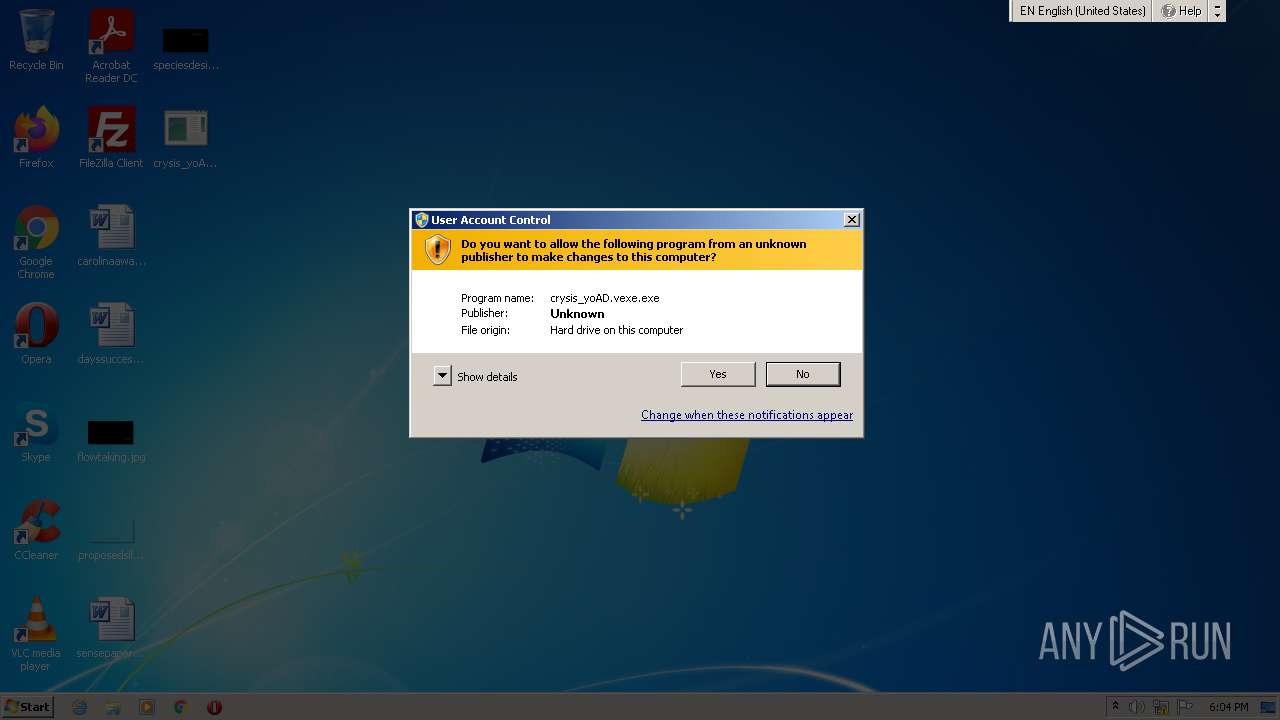 EN English (United States)
Help
Recycle Bin
Acrobat
Reader DC
speciesdesi...
Firefox
FileZilla Client
crysis_yoA...
Google
Chrome
carolinaawa...
Opera
dayssucces...
Skype
flowtaking.jpg
CCleaner
proposedsil...
VLC media
player
sensepaper...
User Account Control
Do you want to allow the following program from an unknown
publisher to make changes to this computer?
Program name: crysis_yoAD.vexe.exe
Publisher: Unknown
File origin: Hard drive on this computer
Show details
Yes
No
Change when these notifications appear
ANY RUN
Start
6:04 PM